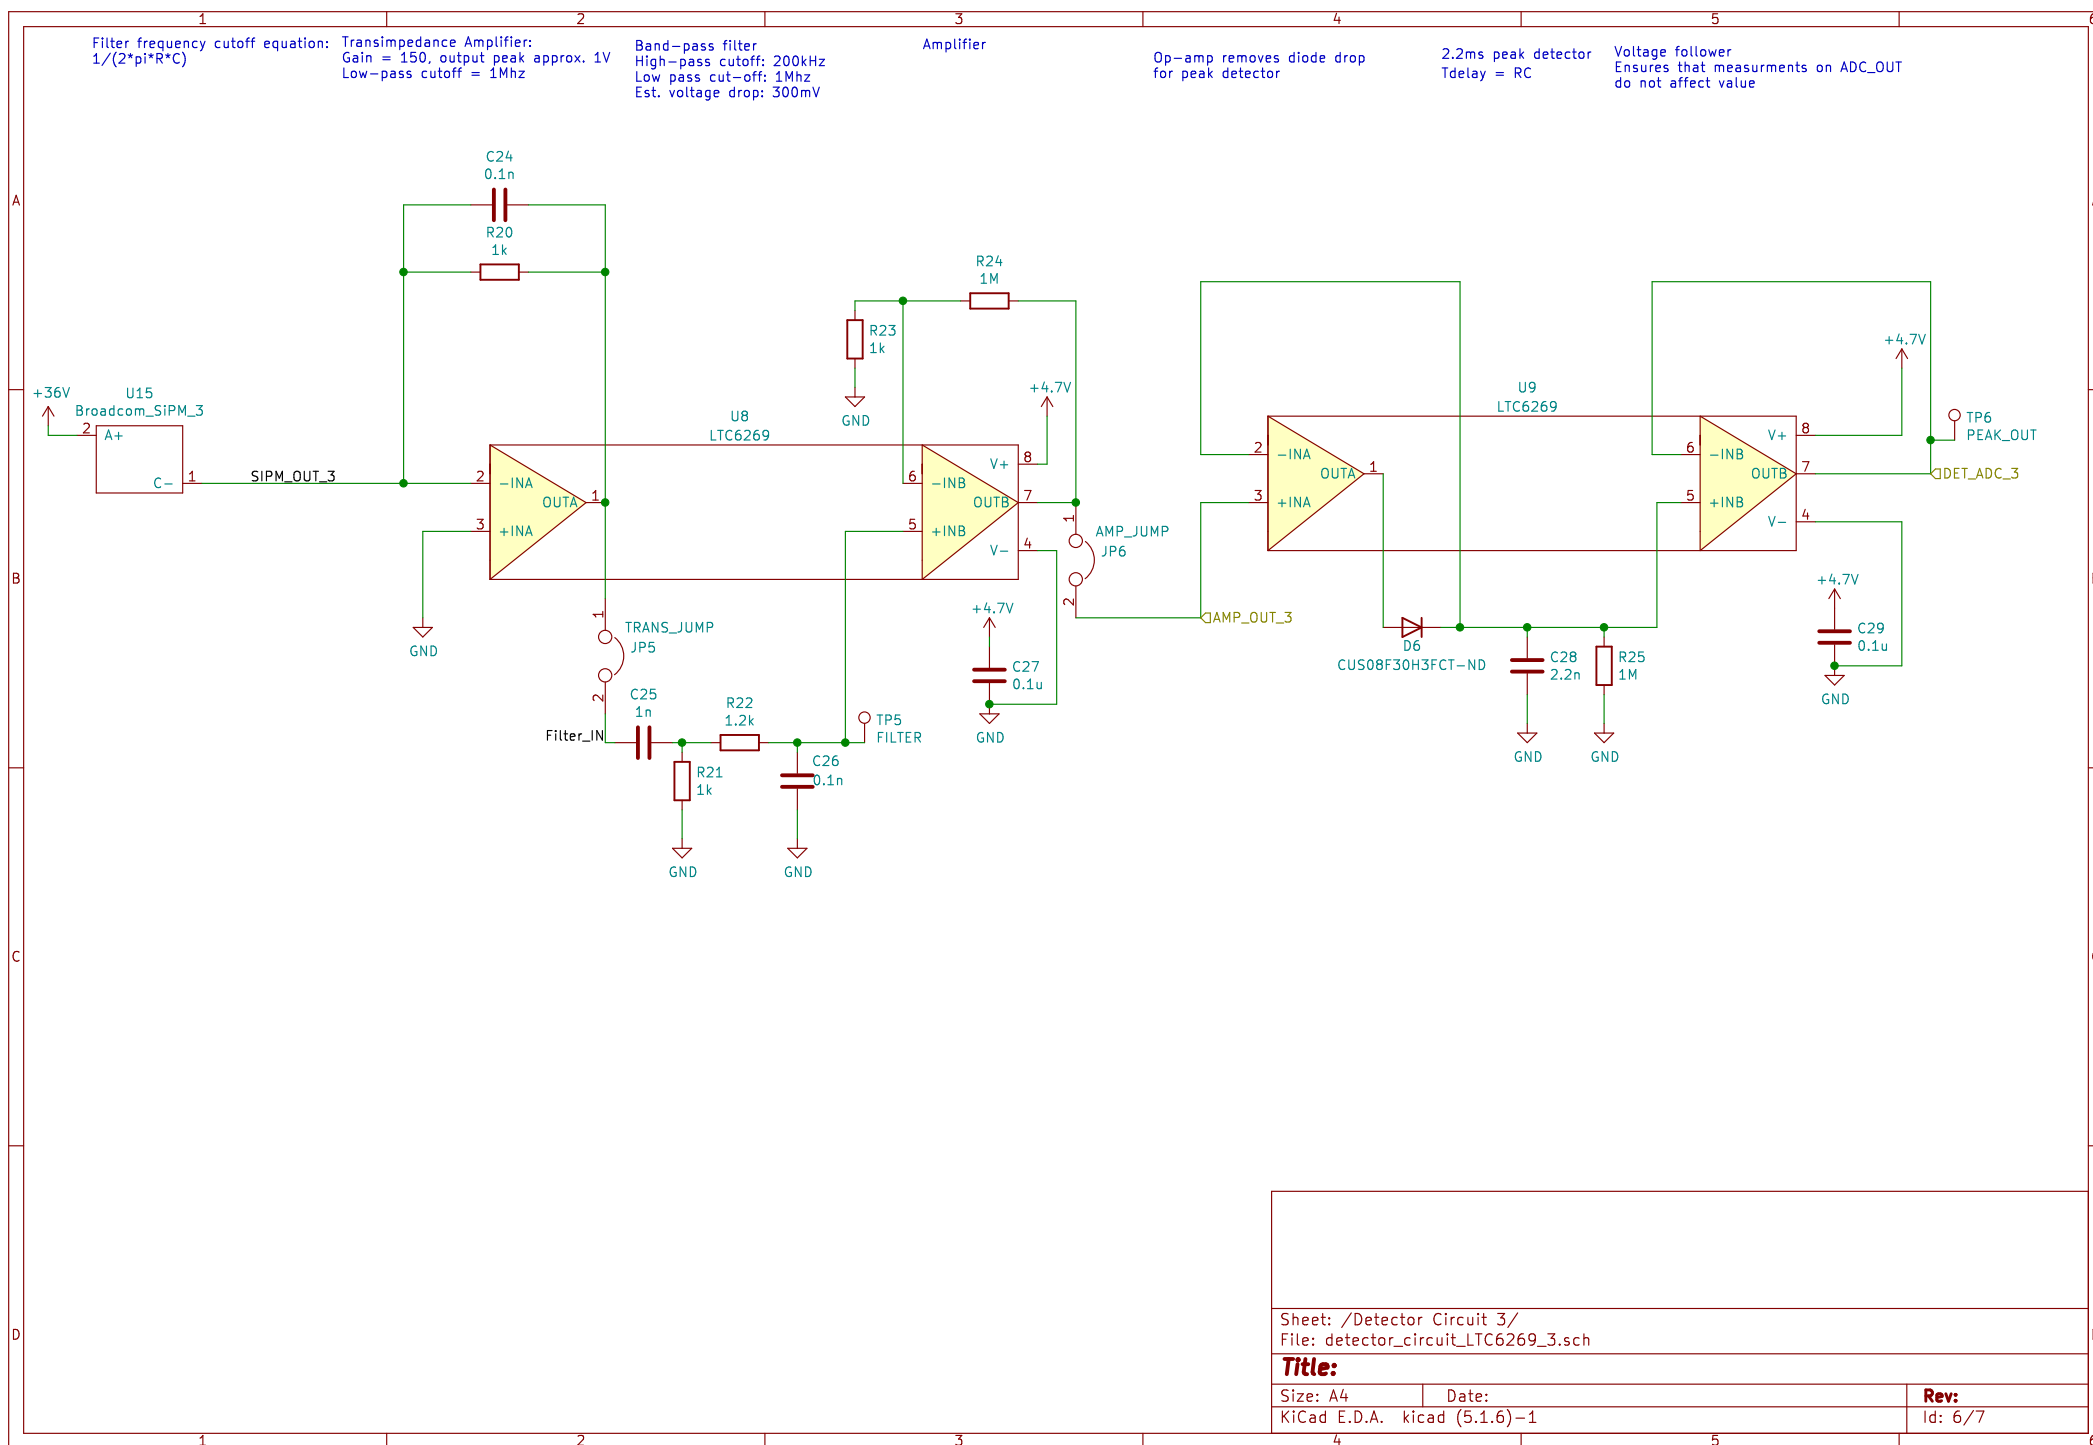 1 2 3 4 5 6
Filter frequency cutoff equation:
1/(2*pi*R*C)
Transimpedance Amplifier:
Gain = 150, output peak approx. 1V
Low-pass cutoff = 1Mhz
Band-pass filter
High-pass cutoff: 200kHz
Low pass cut-off: 1Mhz
Est. voltage drop: 300mV
Amplifier
Op-amp removes diode drop
for peak detector
2.2ms peak detector
Tdelay = RC
Voltage follower
Ensures that measurments on ADC_OUT
do not affect value
A
B
C
D
C24
0.1n
R20
1k
+36V
U15
Broadcom_SiPM_3
2
A+
C-
1
SIPM_OUT_3
U8
LTC6269
2
-INA
3
+INA
OUTA
1
6
-INB
5
+INB
V+
8
OUTB
7
V-
4
GND
R23
1k
GND
R24
1M
+4.7V
1
AMP_JUMP
JP6
2
AMP_OUT_3
1
TRANS_JUMP
JP5
2
Filter_IN
C25
1n
R21
1k
GND
R22
1.2k
C26
0.1n
GND
TP5
FILTER
+4.7V
C27
0.1u
GND
U9
LTC6269
2
-INA
3
+INA
OUTA
1
6
-INB
5
+INB
V+
8
OUTB
7
V-
4
D6
CUS08F30H3FCT-ND
C28
2.2n
GND
R25
1M
GND
+4.7V
TP6
PEAK_OUT
DET_ADC_3
+4.7V
C29
0.1u
GND
Sheet: /Detector Circuit 3/
File: detector_circuit_LTC6269_3.sch
Title:
Size: A4
Date:
Rev:
KiCad E.D.A. kicad (5.1.6)-1
Id: 6/7
1 2 3 4 5 6